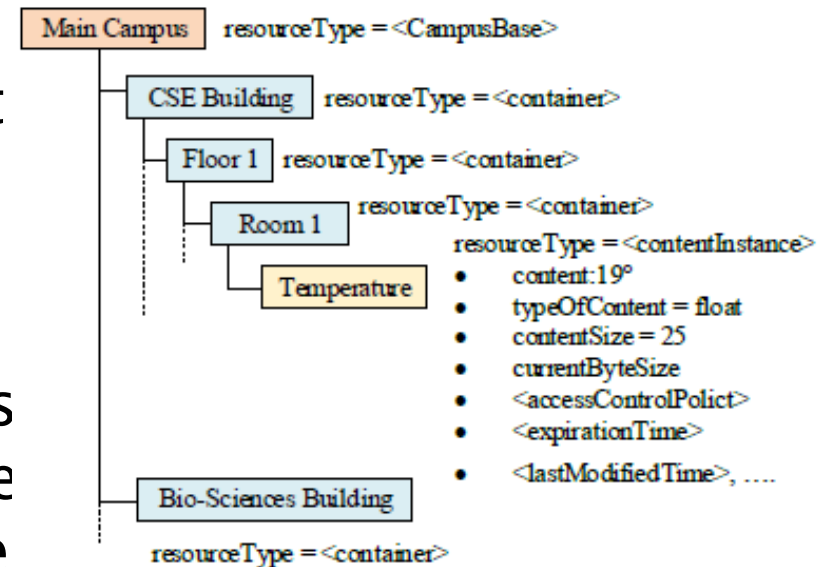 Main Campus resourceType = <CampusBase>
t
CSE Building resourceType = <container>
Floor 1 resourceType = <container>
Room 1 resourceType = <container>
resourceType = <contentInstance>
Temperature
• content:19°
• typeOfContent = float
• contentSize = 25
• currentByteSize
• <accessControlPolict>
• <expirationTime>
• <lastModifiedTime>, ….
s
e
e
Bio-Sciences Building
resourceType = <container>